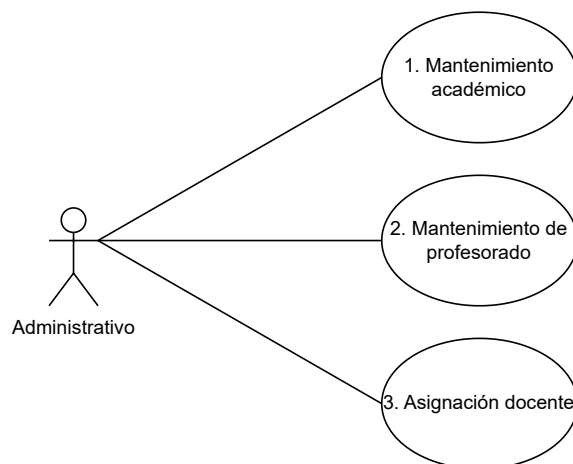 1. Mantenimiento
académico
2. Mantenimiento de
profesorado
Administrativo
3. Asignación docente